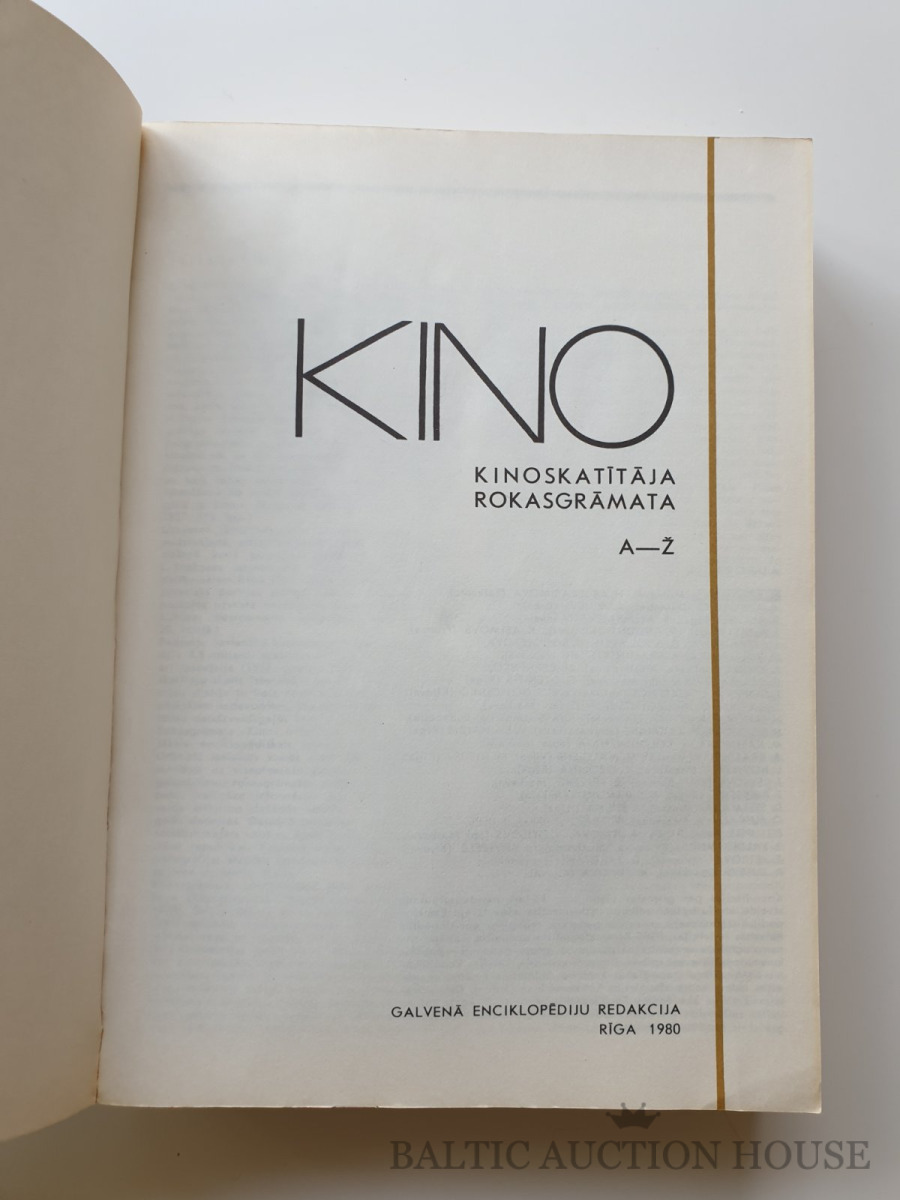 KINO
KINOSKATĪTĀJA
ROKASGRĀMATA
A—Ž
GALVENĀ ENCIKLOPĒDIJU REDAKCIJA
RĪGA 1980
BALTIC AUCTION HOUSE